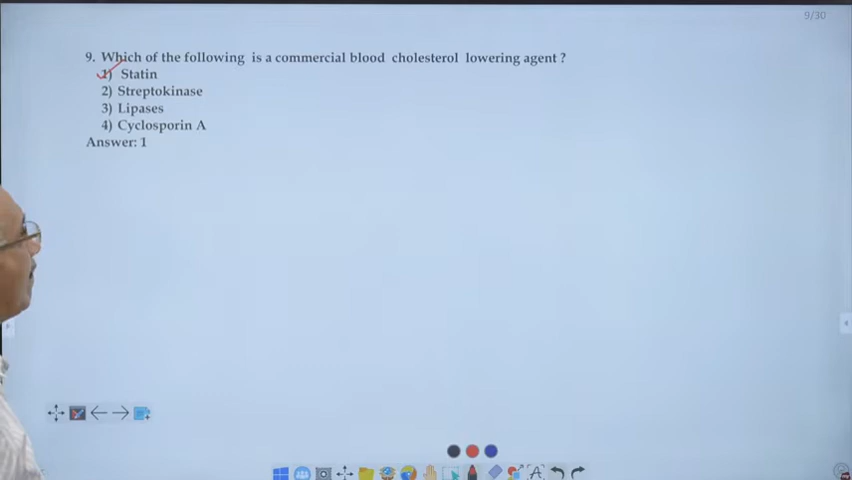 9/30
9. Which of the following is a commercial blood cholesterol lowering agent ?
1) Statin
2) Streptokinase
3) Lipases
4) Cyclosporin A
Answer: 1